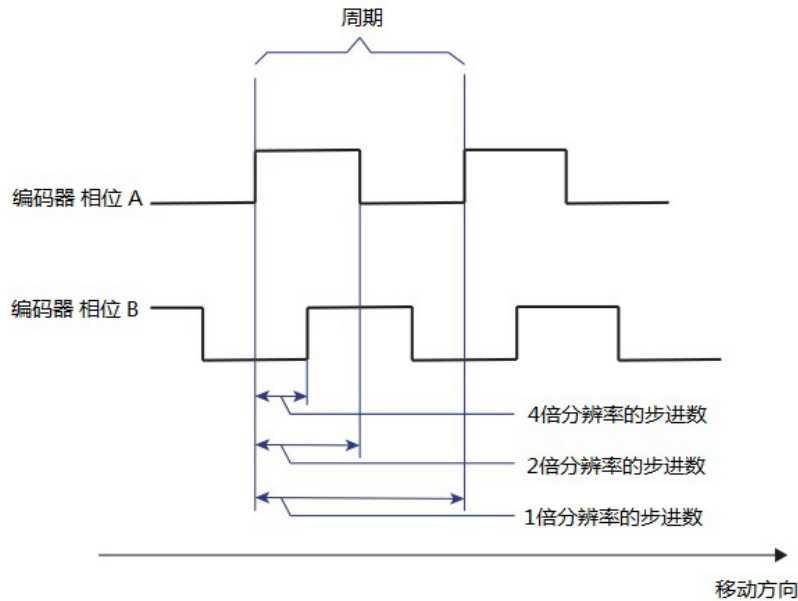 周期
编码器 相位 A
编码器 相位 B
4倍分辨率的步进数
2倍分辨率的步进数
1倍分辨率的步进数
移动方向